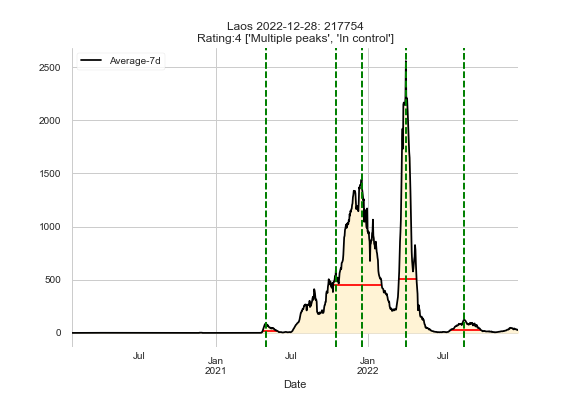 Laos 2022-12-28: 217754
Rating:4 ['Multiple peaks', 'In control']
Average-7d
2500
2000
1500
1000
500
0
Jul
Jan
2021
Jul
Jan
2022
Jul
Date